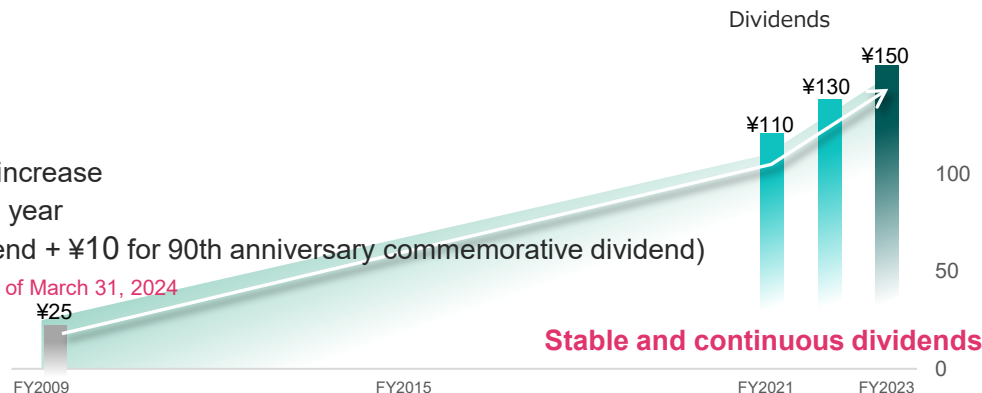 Dividends
¥150
¥130
¥110
increase
100
year
end + ¥10 for 90th anniversary commemorative dividend)
50
of March 31, 2024
¥25
Stable and continuous dividends
0
FY2009
FY2015
FY2021
FY2023